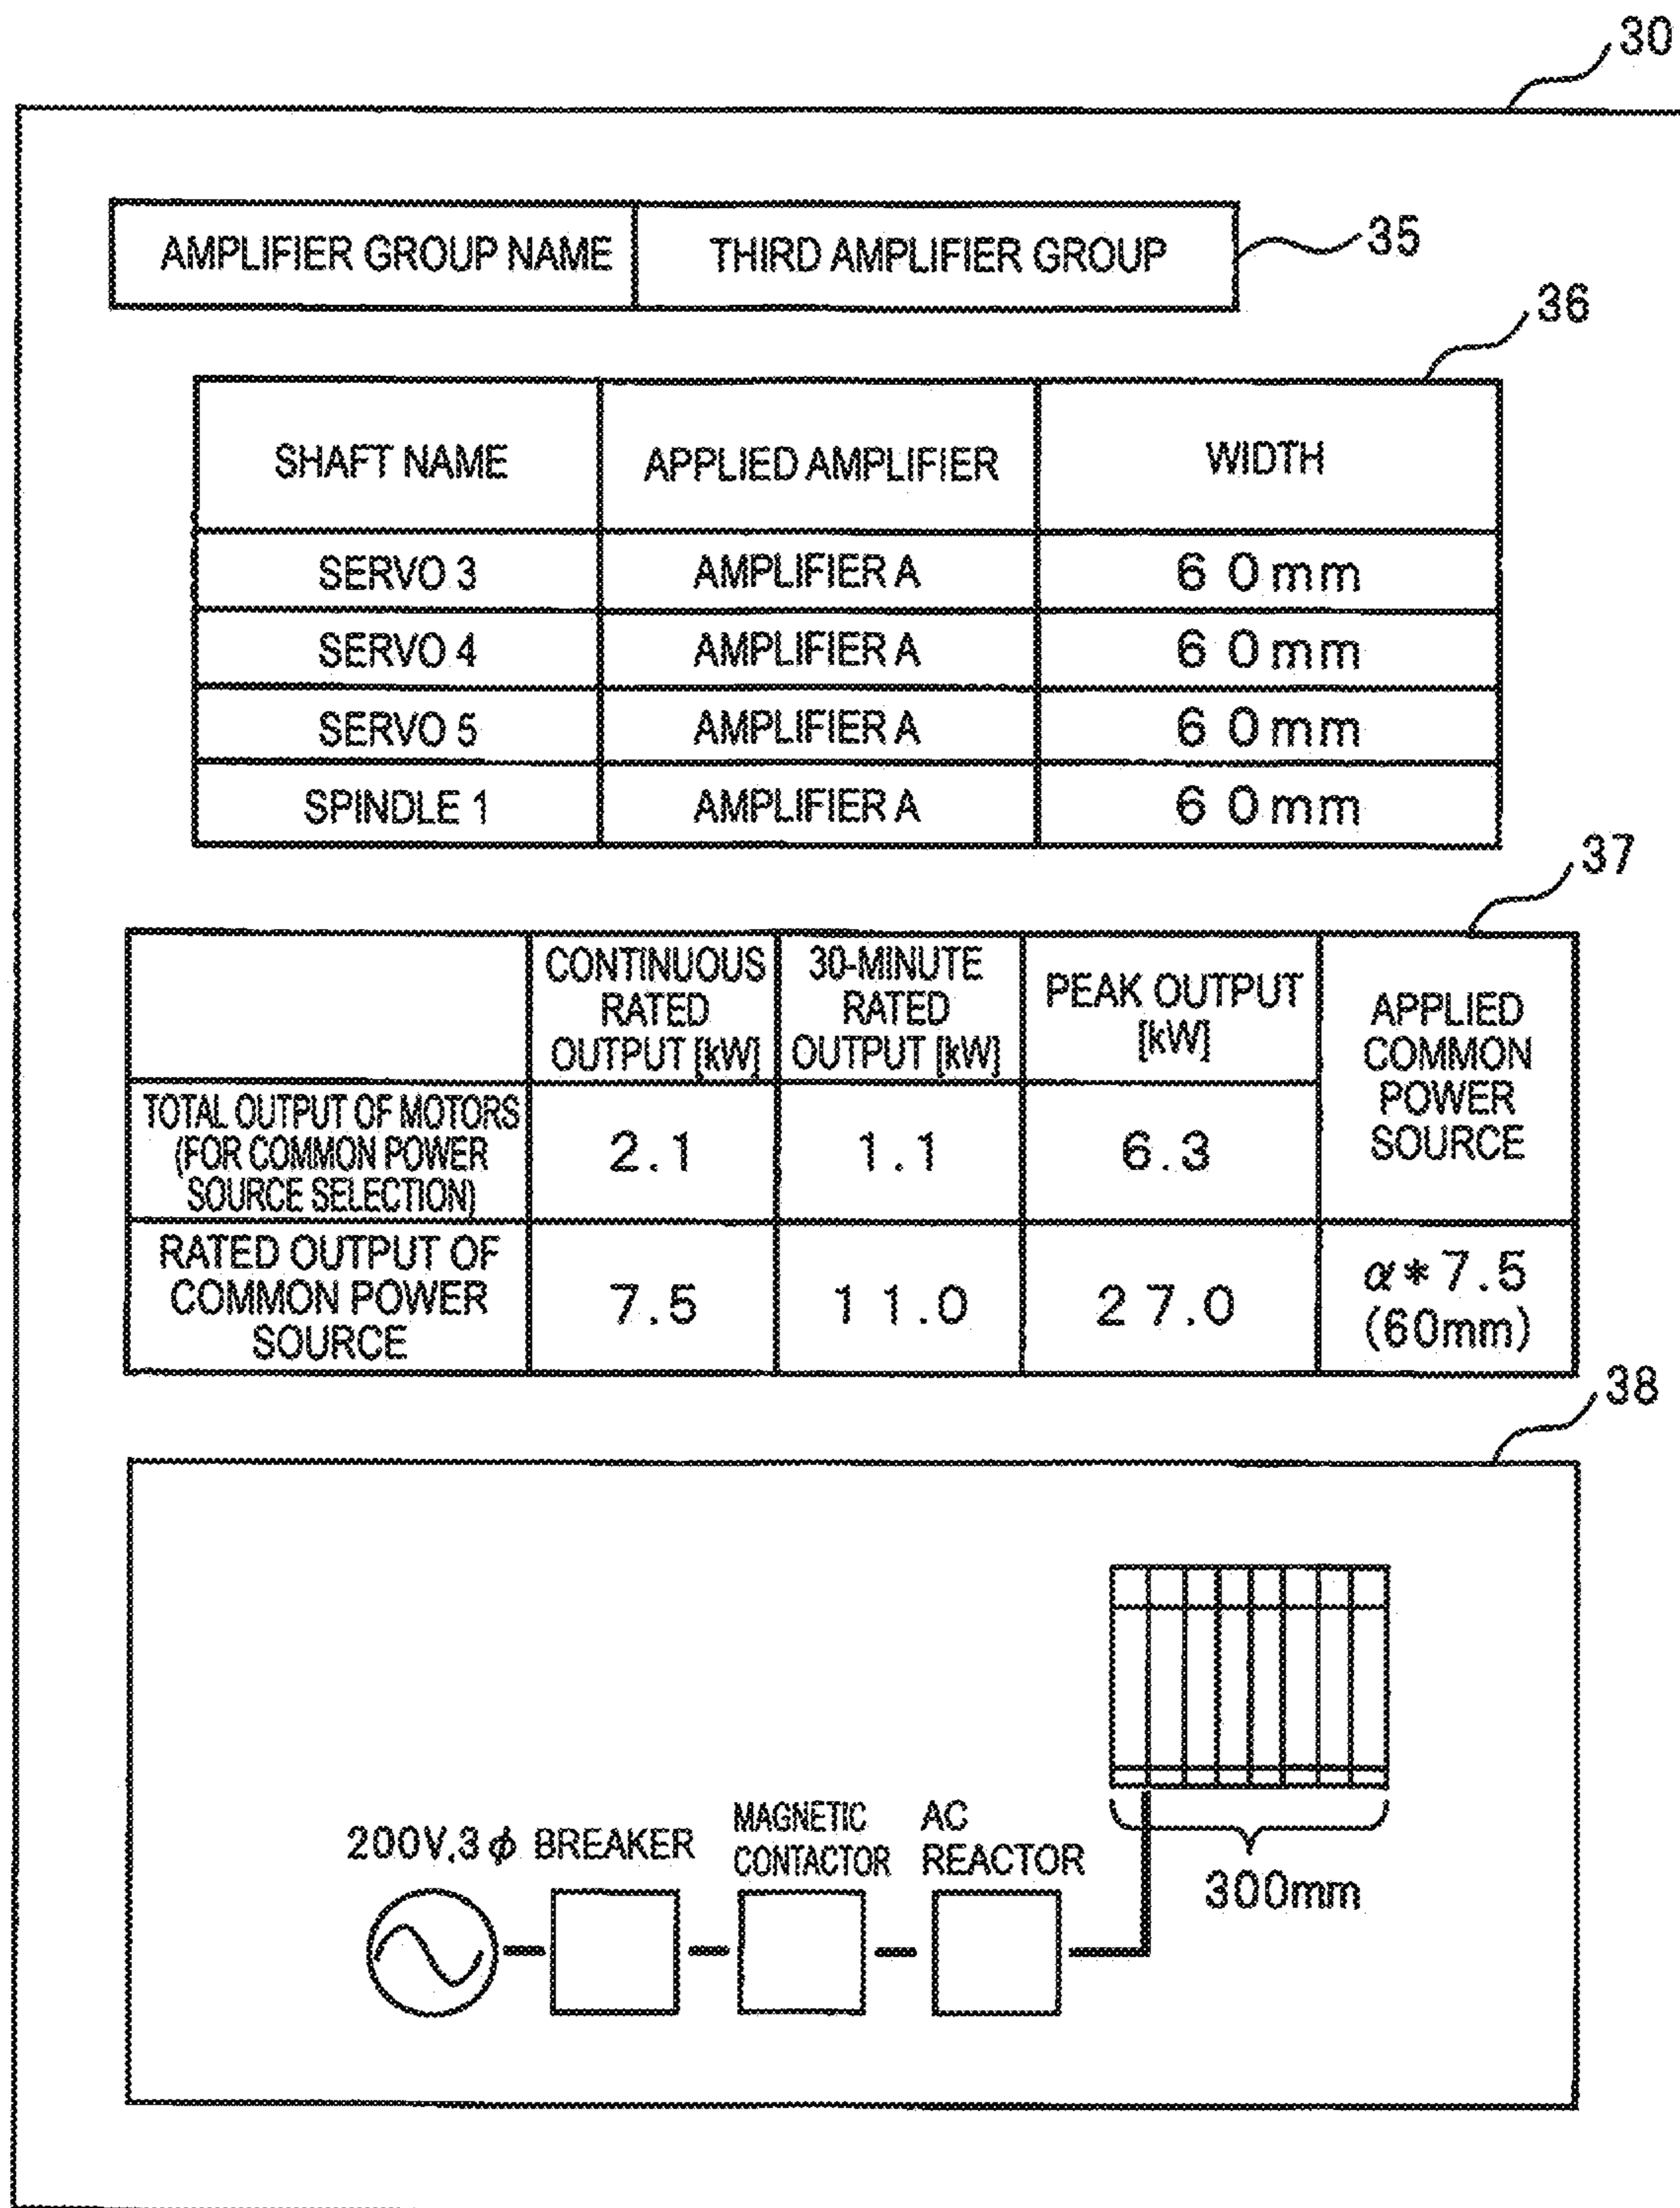 30
AMPLIFIER GROUP NAME THIRD AMPLIFIER GROUP 35
36
SHAFT NAME APPLIED AMPLIFIER WIDTH
SERVO 3 AMPLIFIER A 60mm
SERVO 4 AMPLIFIER A 60mm
SERVO 5 AMPLIFIER A 60mm
SPINDLE 1 AMPLIFIER A 60mm
37
CONTINUOUS
RATED
OUTPUT [kW]
30-MINUTE
RATED
OUTPUT [kW]
PEAK OUTPUT
[kW]
APPLIED
COMMON
POWER
SOURCE
TOTAL OUTPUT OF MOTORS
(FOR COMMON POWER
SOURCE SELECTION)
2.1 1.1 6.3
RATED OUTPUT OF
COMMON POWER
SOURCE
7.5 11.0 27.0
α*7.5
(60mm)
38
200V,3ϕ BREAKER
MAGNETIC
CONTACTOR
AC
REACTOR
300mm